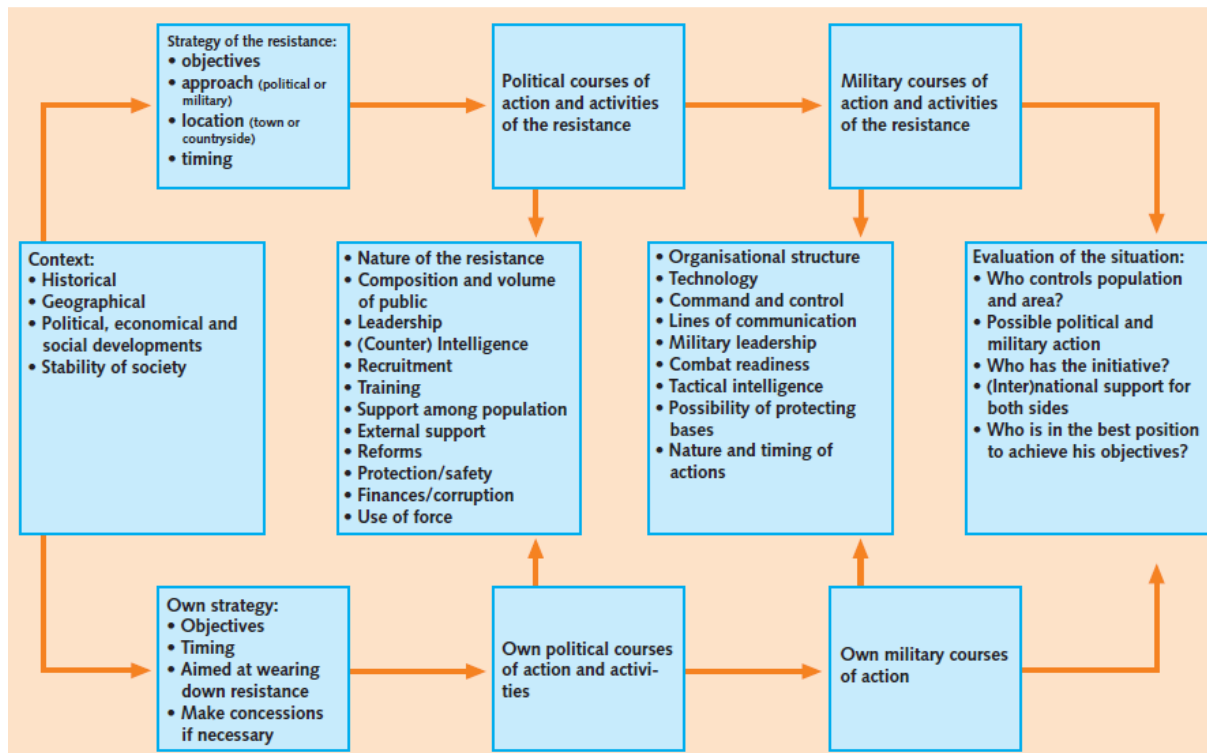 Strategy of the resistance:
• objectives
• approach (political or
military)
• location (town or
countryside)
• timing
Political courses of
action and activities
of the resistance
Military courses of
action and activities
of the resistance
Context:
• Historical
• Geographical
• Political, economical and
social developments
• Stability of society
• Nature of the resistance
• Composition and volume
of public
• Leadership
• (Counter) Intelligence
• Recruitment
• Training
• Support among population
• External support
• Reforms
• Protection/safety
• Finances/corruption
• Use of force
• Organisational structure
• Technology
• Command and control
• Lines of communication
• Military leadership
• Combat readiness
• Tactical intelligence
• Possibility of protecting
bases
• Nature and timing of
actions
Evaluation of the situation:
• Who controls population
and area?
• Possible political and
military action
• Who has the initiative?
• (Inter)national support for
both sides
• Who is in the best position
to achieve his objectives?
Own strategy:
• Objectives
• Timing
• Aimed at wearing
down resistance
• Make concessions
if necessary
Own political courses
of action and activi-
ties
Own military courses
of action